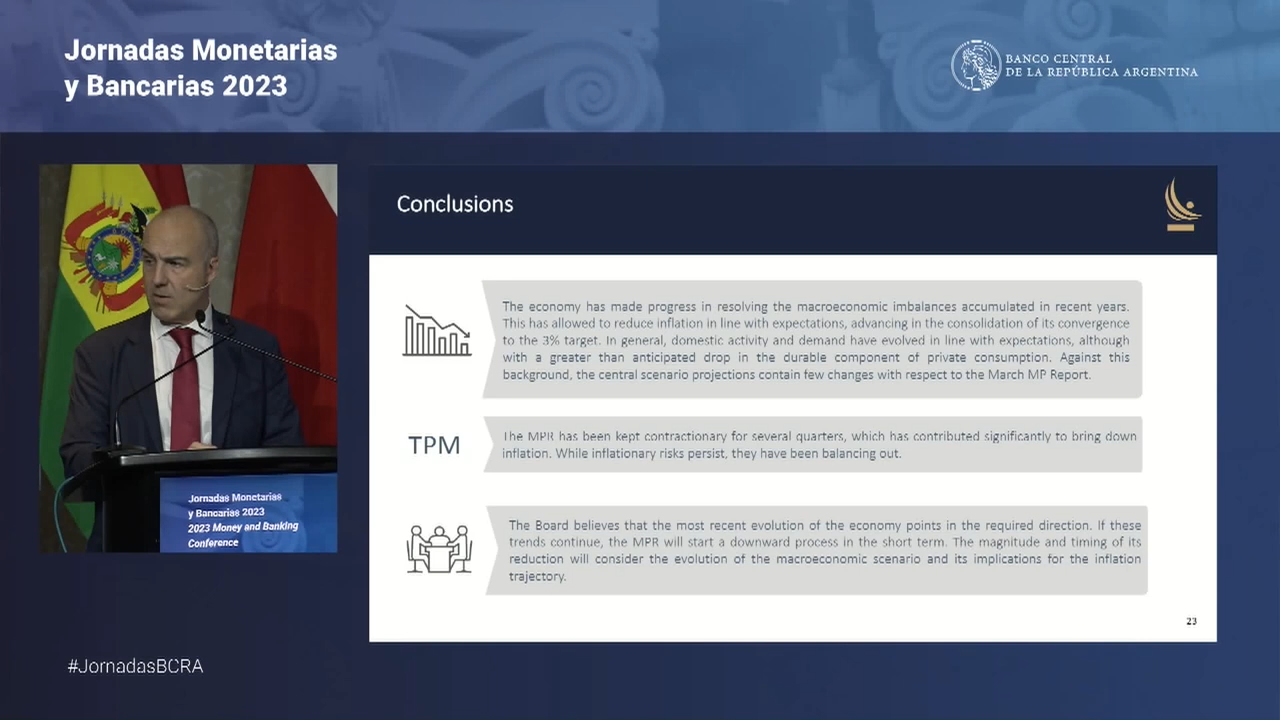 Jornadas Monetarias
y Bancarias 2023
BANCO CENTRAL
DE LA REPÚBLICA ARGENTINA
Conclusions
The economy has made progress in resolving the macroeconomic imbalances accumulated in recent years.
This has allowed to reduce inflation in line with expectations, advancing in the consolidation of its convergence
to the 3% target. In general, domestic activity and demand have evolved in line with expectations, although
with a greater than anticipated drop in the durable component of private consumption. Against this
background, the central scenario projections contain few changes with respect to the March MP Report.
TPM
The MPR has been kept contractionary for several quarters, which has contributed significantly to bring down
inflation. While inflationary risks persist, they have been balancing out.
The Board believes that the most recent evolution of the economy points in the required direction. If these
trends continue, the MPR will start a downward process in the short term. The magnitude and timing of its
reduction will consider the evolution of the macroeconomic scenario and its implications for the inflation
trajectory.
23
Jornadas Monetarias
y Bancarias 2023
2023 Money and Banking
Conference
#JornadasBCRA